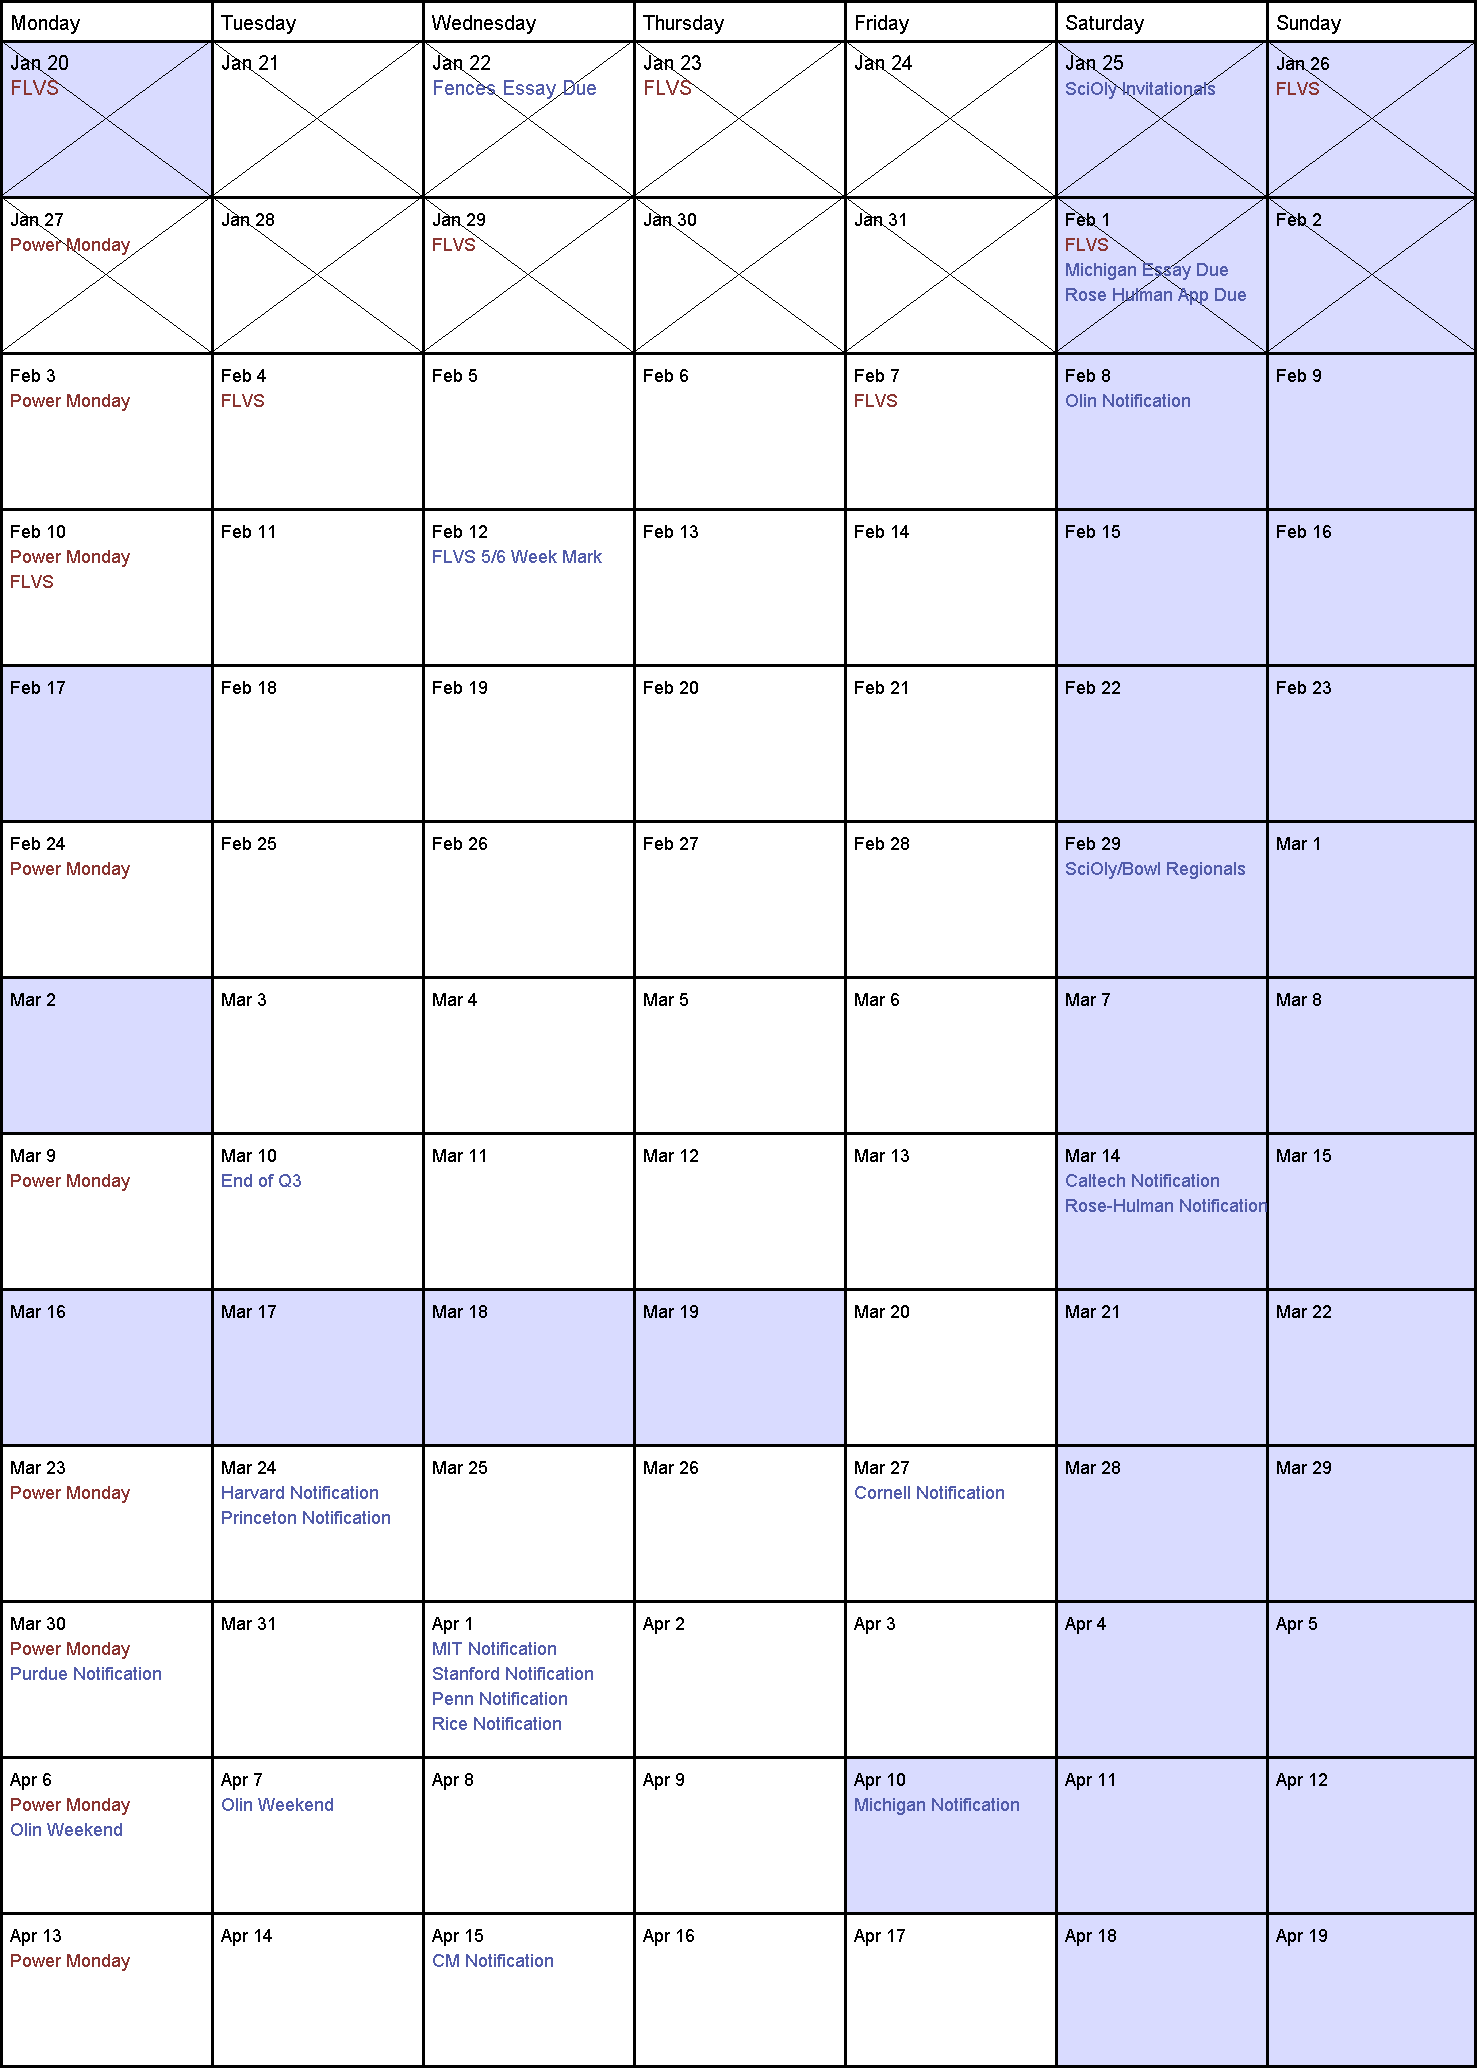 Monday Tuesday Wednesday Thursday Friday Saturday Sunday
Jan 20
FLVS
Jan 21
Jan 22
Fences Essay Due
Jan 23
FLVS
Jan 24
Jan 25
SciOly Invitationals
Jan 26
FLVS
Jan 27
Power Monday
Jan 28
Jan 29
FLVS
Jan 30
Jan 31
Feb 1
FLVS
Michigan Essay Due
Rose Hulman App Due
Feb 2
Feb 3
Power Monday
Feb 4
FLVS
Feb 5
Feb 6
Feb 7
FLVS
Feb 8
Olin Notification
Feb 9
Feb 10
Power Monday
FLVS
Feb 11
Feb 12
FLVS 5/6 Week Mark
Feb 13
Feb 14
Feb 15
Feb 16
Feb 17
Feb 18
Feb 19
Feb 20
Feb 21
Feb 22
Feb 23
Feb 24
Power Monday
Feb 25
Feb 26
Feb 27
Feb 28
Feb 29
SciOly/Bowl Regionals
Mar 1
Mar 2
Mar 3
Mar 4
Mar 5
Mar 6
Mar 7
Mar 8
Mar 9
Power Monday
Mar 10
End of Q3
Mar 11
Mar 12
Mar 13
Mar 14
Caltech Notification
Rose-Hulman Notification
Mar 15
Mar 16
Mar 17
Mar 18
Mar 19
Mar 20
Mar 21
Mar 22
Mar 23
Power Monday
Mar 24
Harvard Notification
Princeton Notification
Mar 25
Mar 26
Mar 27
Cornell Notification
Mar 28
Mar 29
Mar 30
Power Monday
Purdue Notification
Mar 31
Apr 1
MIT Notification
Stanford Notification
Penn Notification
Rice Notification
Apr 2
Apr 3
Apr 4
Apr 5
Apr 6
Power Monday
Olin Weekend
Apr 7
Olin Weekend
Apr 8
Apr 9
Apr 10
Michigan Notification
Apr 11
Apr 12
Apr 13
Power Monday
Apr 14
Apr 15
CM Notification
Apr 16
Apr 17
Apr 18
Apr 19